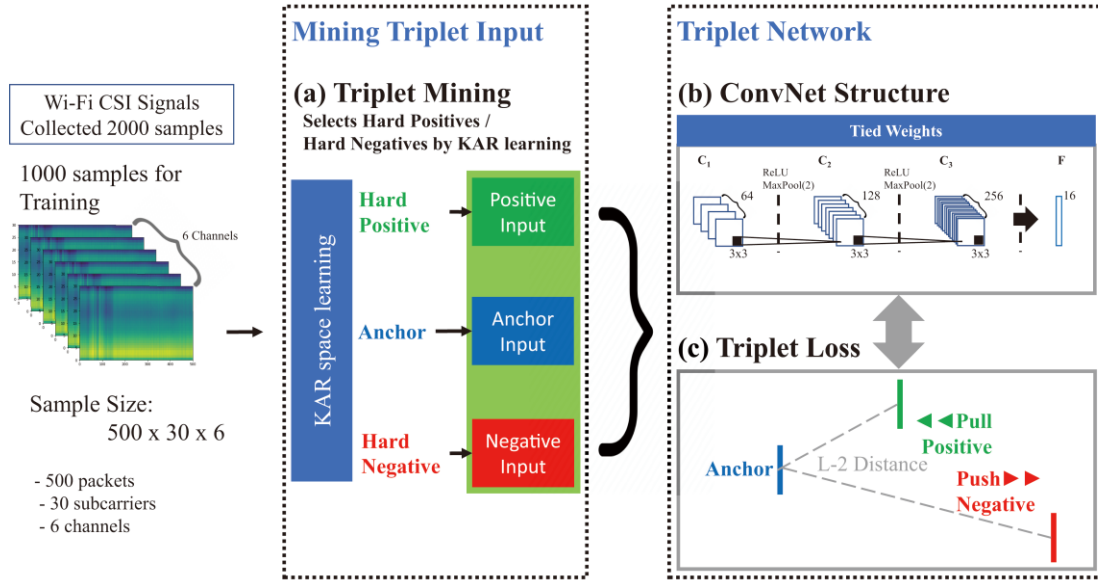 Wi-Fi CSI Signals
Collected 2000 samples
1000 samples for
Training
6 Channels
Sample Size:
500 x 30 x 6
- 500 packets
- 30 subcarriers
- 6 channels
Mining Triplet Input
(a) Triplet Mining
Selects Hard Positives /
Hard Negatives by KAR learning
KAR space learning
Hard
Positive
Positive
Input
Anchor
Anchor
Input
Hard
Negative
Negative
Input
Triplet Network
(b) ConvNet Structure
Tied Weights
C1
C2
C3
F
ReLU
MaxPool(2)
ReLU
MaxPool(2)
64
128
256
16
3x3
3x3
3x3
(c) Triplet Loss
Pull
Positive
Anchor
L-2 Distance
Push
Negative